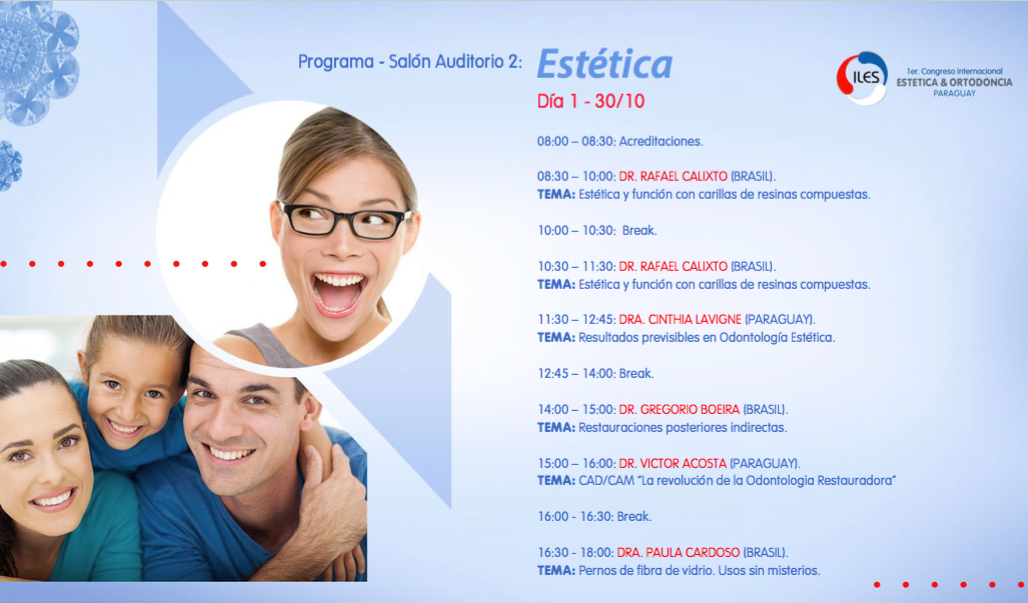 Programa - Salón Auditorio 2: Estética
Día 1 - 30/10
ILES
1er. Congreso Internacional
ESTETICA & ORTODONCIA
PARAGUAY
08:00 – 08:30: Acreditaciones.
08:30 – 10:00: DR. RAFAEL CALIXTO (BRASIL).
TEMA: Estética y función con carillas de resinas compuestas.
10:00 – 10:30: Break.
10:30 – 11:30: DR. RAFAEL CALIXTO (BRASIL).
TEMA: Estética y función con carillas de resinas compuestas.
11:30 – 12:45: DRA. CINTHIA LAVIGNE (PARAGUAY).
TEMA: Resultados previsibles en Odontología Estética.
12:45 – 14:00: Break.
14:00 – 15:00: DR. GREGORIO BOEIRA (BRASIL).
TEMA: Restauraciones posteriores indirectas.
15:00 – 16:00: DR. VICTOR ACOSTA (PARAGUAY).
TEMA: CAD/CAM “La revolución de la Odontologia Restauradora”
16:00 - 16:30: Break.
16:30 - 18:00: DRA. PAULA CARDOSO (BRASIL).
TEMA: Pernos de fibra de vidrio. Usos sin misterios.